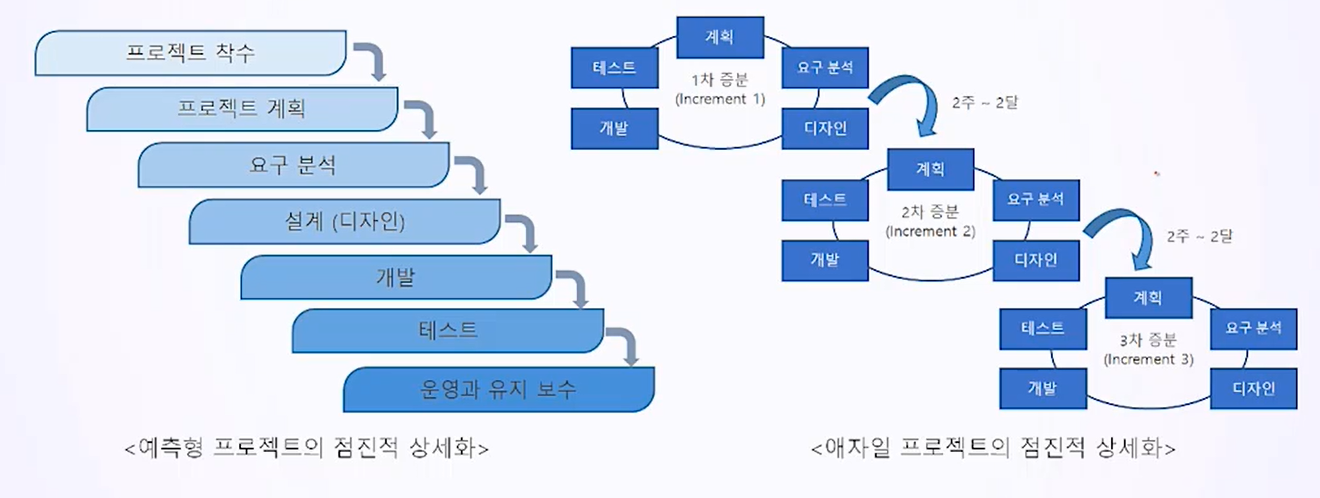 프로젝트 착수
프로젝트 계획
요구 분석
설계 (디자인)
개발
테스트
운영과 유지 보수
<예측형 프로젝트의 점진적 상세화>
계획
테스트
요구 분석
1차 증분
(Increment 1)
개발
디자인
2주 ~ 2달
계획
테스트
요구 분석
2차 증분
(Increment 2)
개발
디자인
2주 ~ 2달
계획
테스트
요구 분석
3차 증분
(Increment 3)
개발
디자인
<애자일 프로젝트의 점진적 상세화>